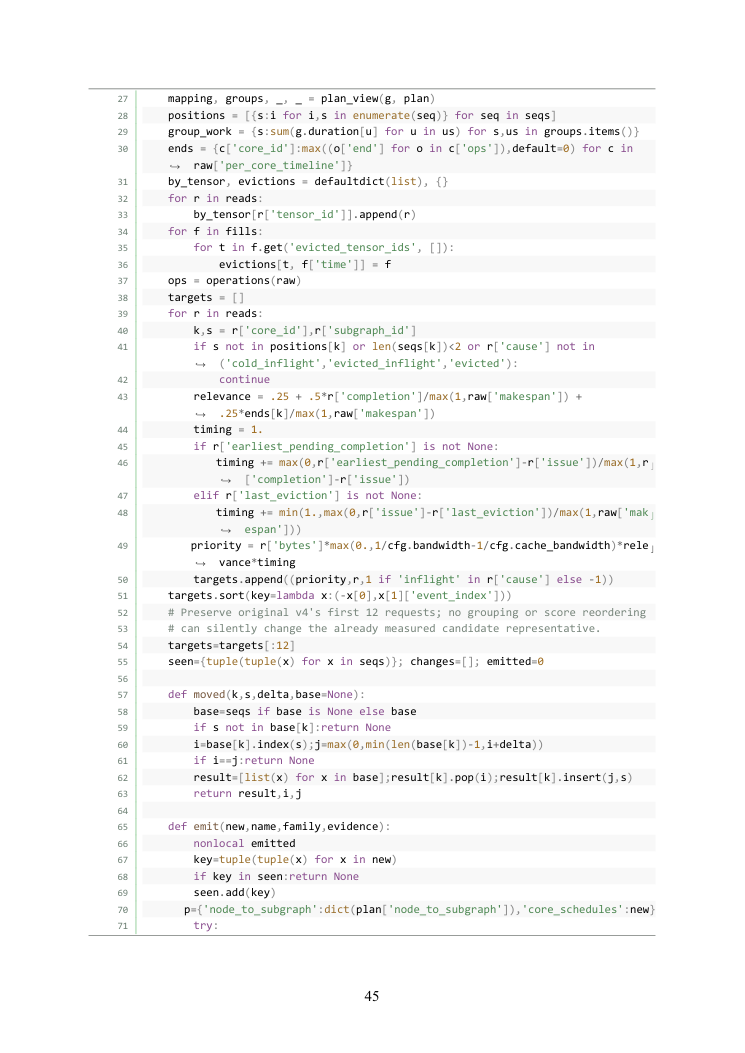 27 mapping, groups, _, _ = plan_view(g, plan)
28 positions = [{s:i for i,s in enumerate(seq)} for seq in seqs]
29 group_work = {s:sum(g.duration[u] for u in us) for s,us in groups.items()}
30 ends = {c['core_id']:max((o['end'] for o in c['ops']),default=0) for c in
↪ raw['per_core_timeline']}
31 by_tensor, evictions = defaultdict(list), {}
32 for r in reads:
33 by_tensor[r['tensor_id']].append(r)
34 for f in fills:
35 for t in f.get('evicted_tensor_ids', []):
36 evictions[t, f['time']] = f
37 ops = operations(raw)
38 targets = []
39 for r in reads:
40 k,s = r['core_id'],r['subgraph_id']
41 if s not in positions[k] or len(seqs[k])<2 or r['cause'] not in
↪ ('cold_inflight','evicted_inflight','evicted'):
42 continue
43 relevance = .25 + .5*r['completion']/max(1,raw['makespan']) +
↪ .25*ends[k]/max(1,raw['makespan'])
44 timing = 1.
45 if r['earliest_pending_completion'] is not None:
46 timing += max(0,r['earliest_pending_completion']-r['issue'])/max(1,r
↪ ['completion']-r['issue'])
47 elif r['last_eviction'] is not None:
48 timing += min(1.,max(0,r['issue']-r['last_eviction'])/max(1,raw['mak
↪ espan']))
49 priority = r['bytes']*max(0.,1/cfg.bandwidth-1/cfg.cache_bandwidth)*rele
↪ vance*timing
50 targets.append((priority,r,1 if 'inflight' in r['cause'] else -1))
51 targets.sort(key=lambda x:(-x[0],x[1]['event_index']))
52 # Preserve original v4's first 12 requests; no grouping or score reordering
53 # can silently change the already measured candidate representative.
54 targets=targets[:12]
55 seen={tuple(tuple(x) for x in seqs)}; changes=[]; emitted=0
56
57 def moved(k,s,delta,base=None):
58 base=seqs if base is None else base
59 if s not in base[k]:return None
60 i=base[k].index(s);j=max(0,min(len(base[k])-1,i+delta))
61 if i==j:return None
62 result=[list(x) for x in base];result[k].pop(i);result[k].insert(j,s)
63 return result,i,j
64
65 def emit(new,name,family,evidence):
66 nonlocal emitted
67 key=tuple(tuple(x) for x in new)
68 if key in seen:return None
69 seen.add(key)
70 p={'node_to_subgraph':dict(plan['node_to_subgraph']),'core_schedules':new}
71 try:
45